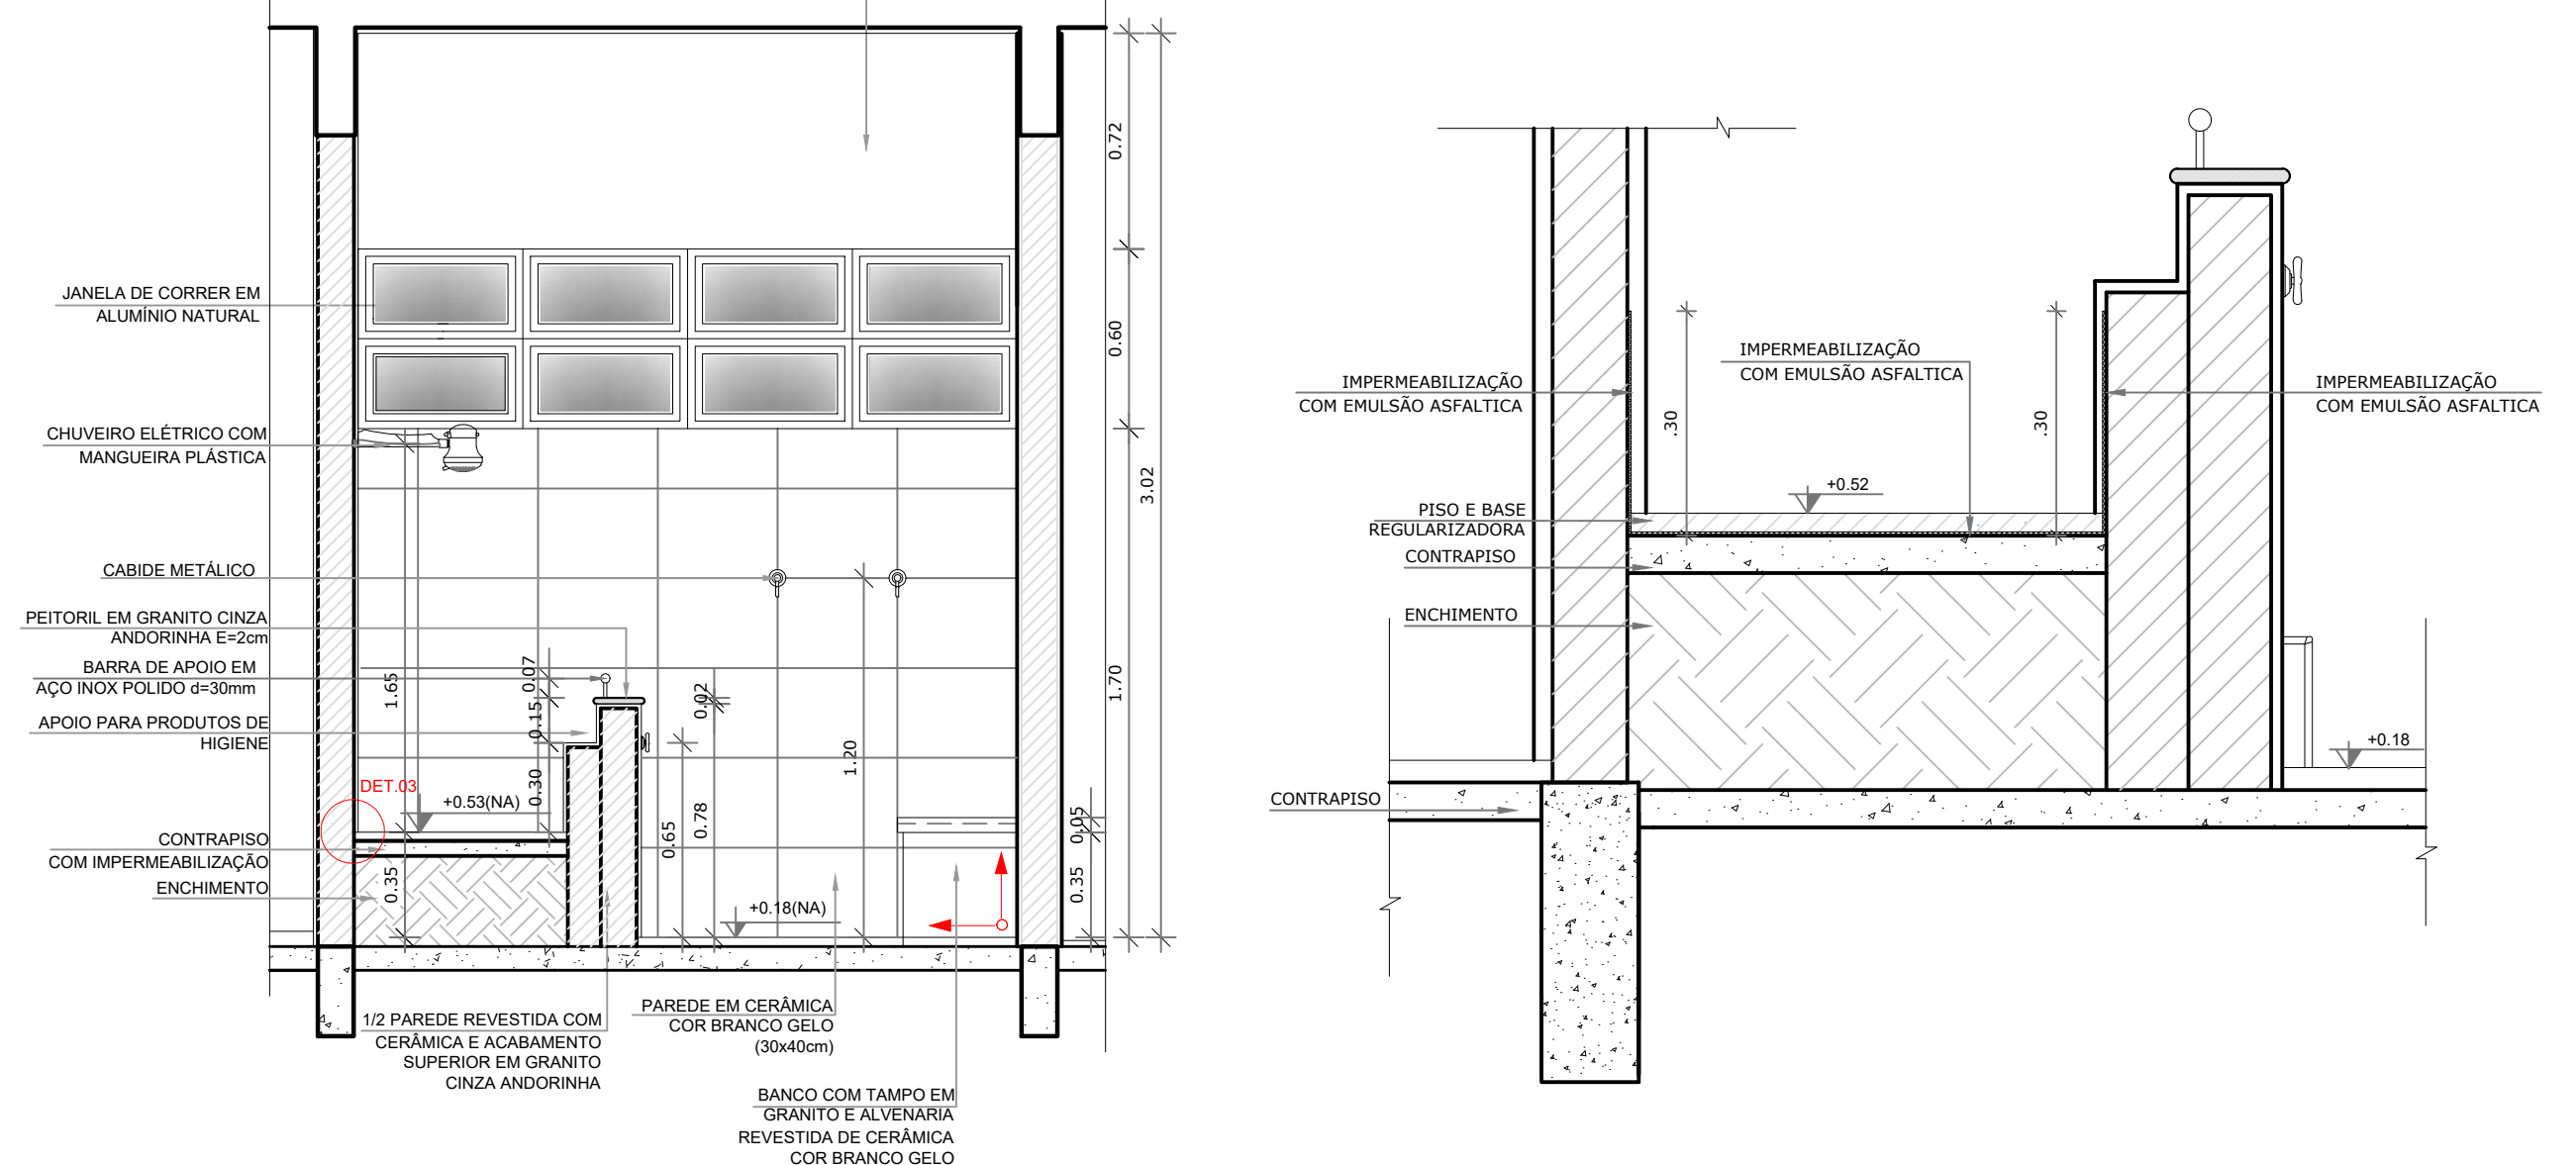 JANELA DE CORRER EM
ALUMÍNIO NATURAL
CHUVEIRO ELÉTRICO COM
MANGUEIRA PLÁSTICA
CABIDE METÁLICO
PEITORIL EM GRANITO CINZA
ANDORINHA E=2cm
BARRA DE APOIO EM
AÇO INOX POLIDO d=30mm
APOIO PARA PRODUTOS DE
HIGIENE
DET.03
CONTRAPISO
COM IMPERMEABILIZAÇÃO
ENCHIMENTO
1.65
0.35
+0.53(NA)
0.07
0.15
0.30
0.02
0.65
0.78
1.20
+0.18(NA)
0.05
0.35
0.72
0.60
1.70
3.02
1/2 PAREDE REVESTIDA COM
CERÂMICA E ACABAMENTO
SUPERIOR EM GRANITO
CINZA ANDORINHA
PAREDE EM CERÂMICA
COR BRANCO GELO
(30x40cm)
BANCO COM TAMPO EM
GRANITO E ALVENARIA
REVESTIDA DE CERÂMICA
COR BRANCO GELO
IMPERMEABILIZAÇÃO
COM EMULSÃO ASFALTICA
IMPERMEABILIZAÇÃO
COM EMULSÃO ASFALTICA
IMPERMEABILIZAÇÃO
COM EMULSÃO ASFALTICA
.30
.30
+0.52
PISO E BASE
REGULARIZADORA
CONTRAPISO
ENCHIMENTO
+0.18
CONTRAPISO